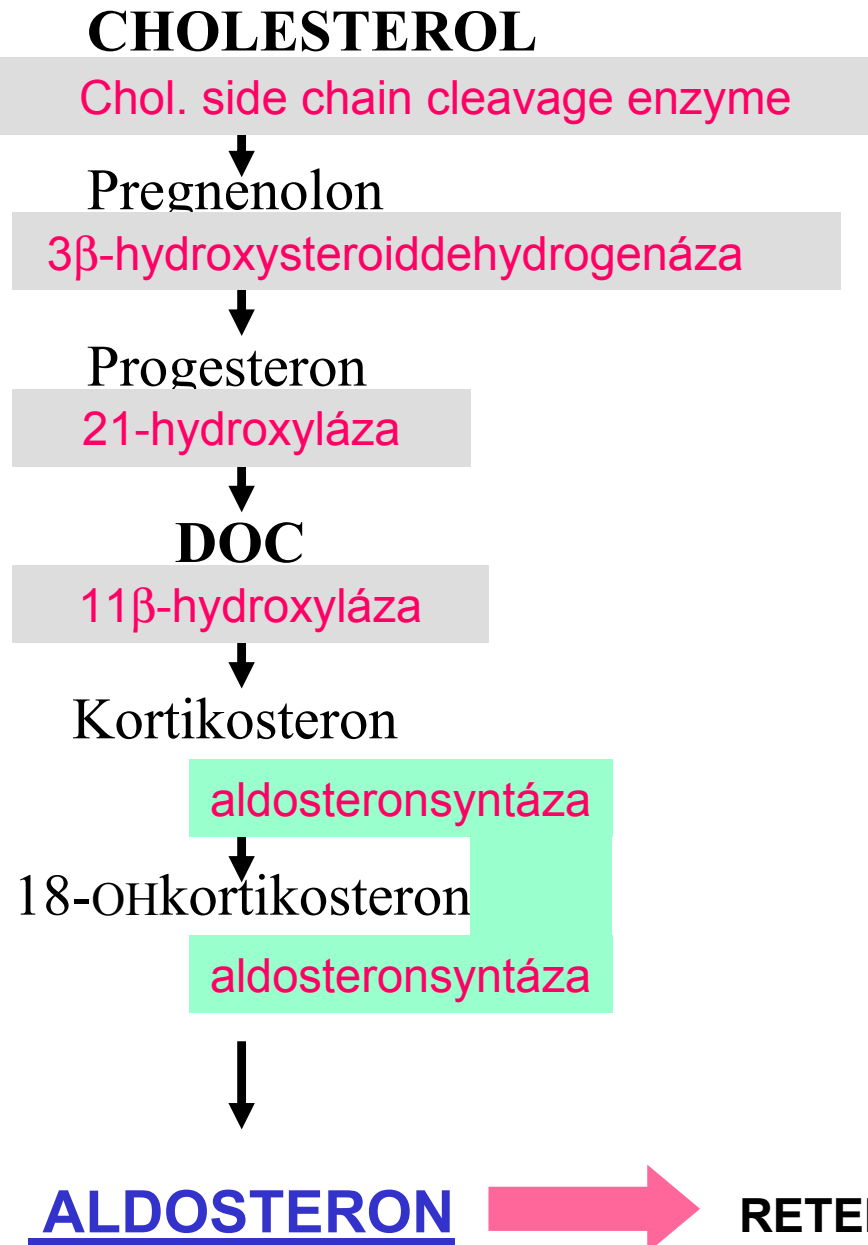 CHOLESTEROL
Chol. side chain cleavage enzyme
Pregnenolon
3β-hydroxysteroiddehydrogenáza
Progesteron
21-hydroxyláza
DOC
11β-hydroxyláza
Kortikosteron
aldosteronsyntáza
18-OHkortikosteron
aldosteronsyntáza
ALDOSTERON